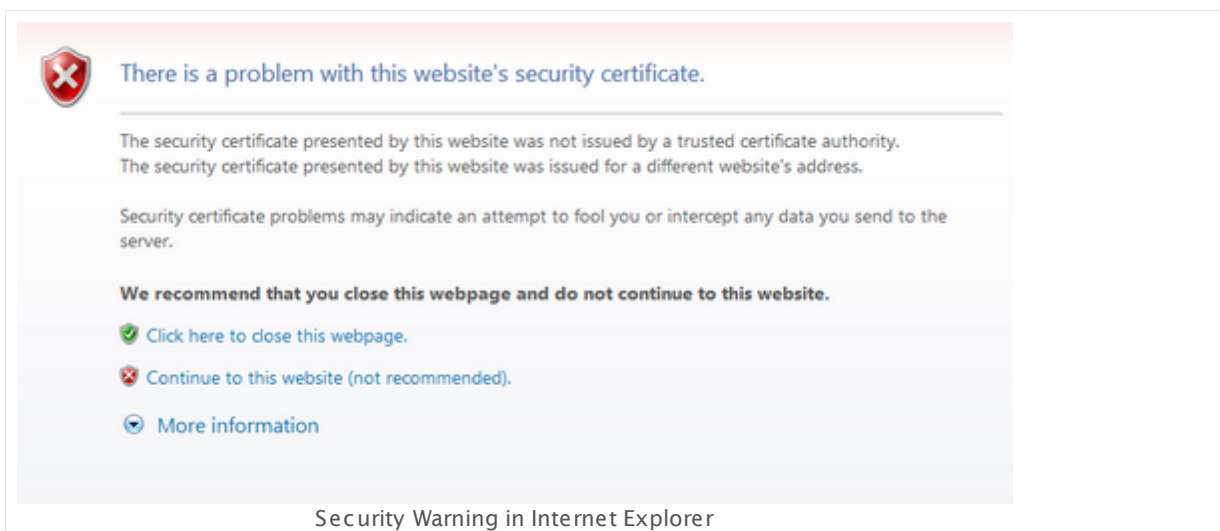 There is a problem with this website's security certificate.
The security certificate presented by this website was not issued by a trusted certificate authority.
The security certificate presented by this website was issued for a different website's address.
Security certificate problems may indicate an attempt to fool you or intercept any data you send to the
server.
We recommend that you close this webpage and do not continue to this website.
Click here to close this webpage.
Continue to this website (not recommended).
More information
Security Warning in Internet Explorer